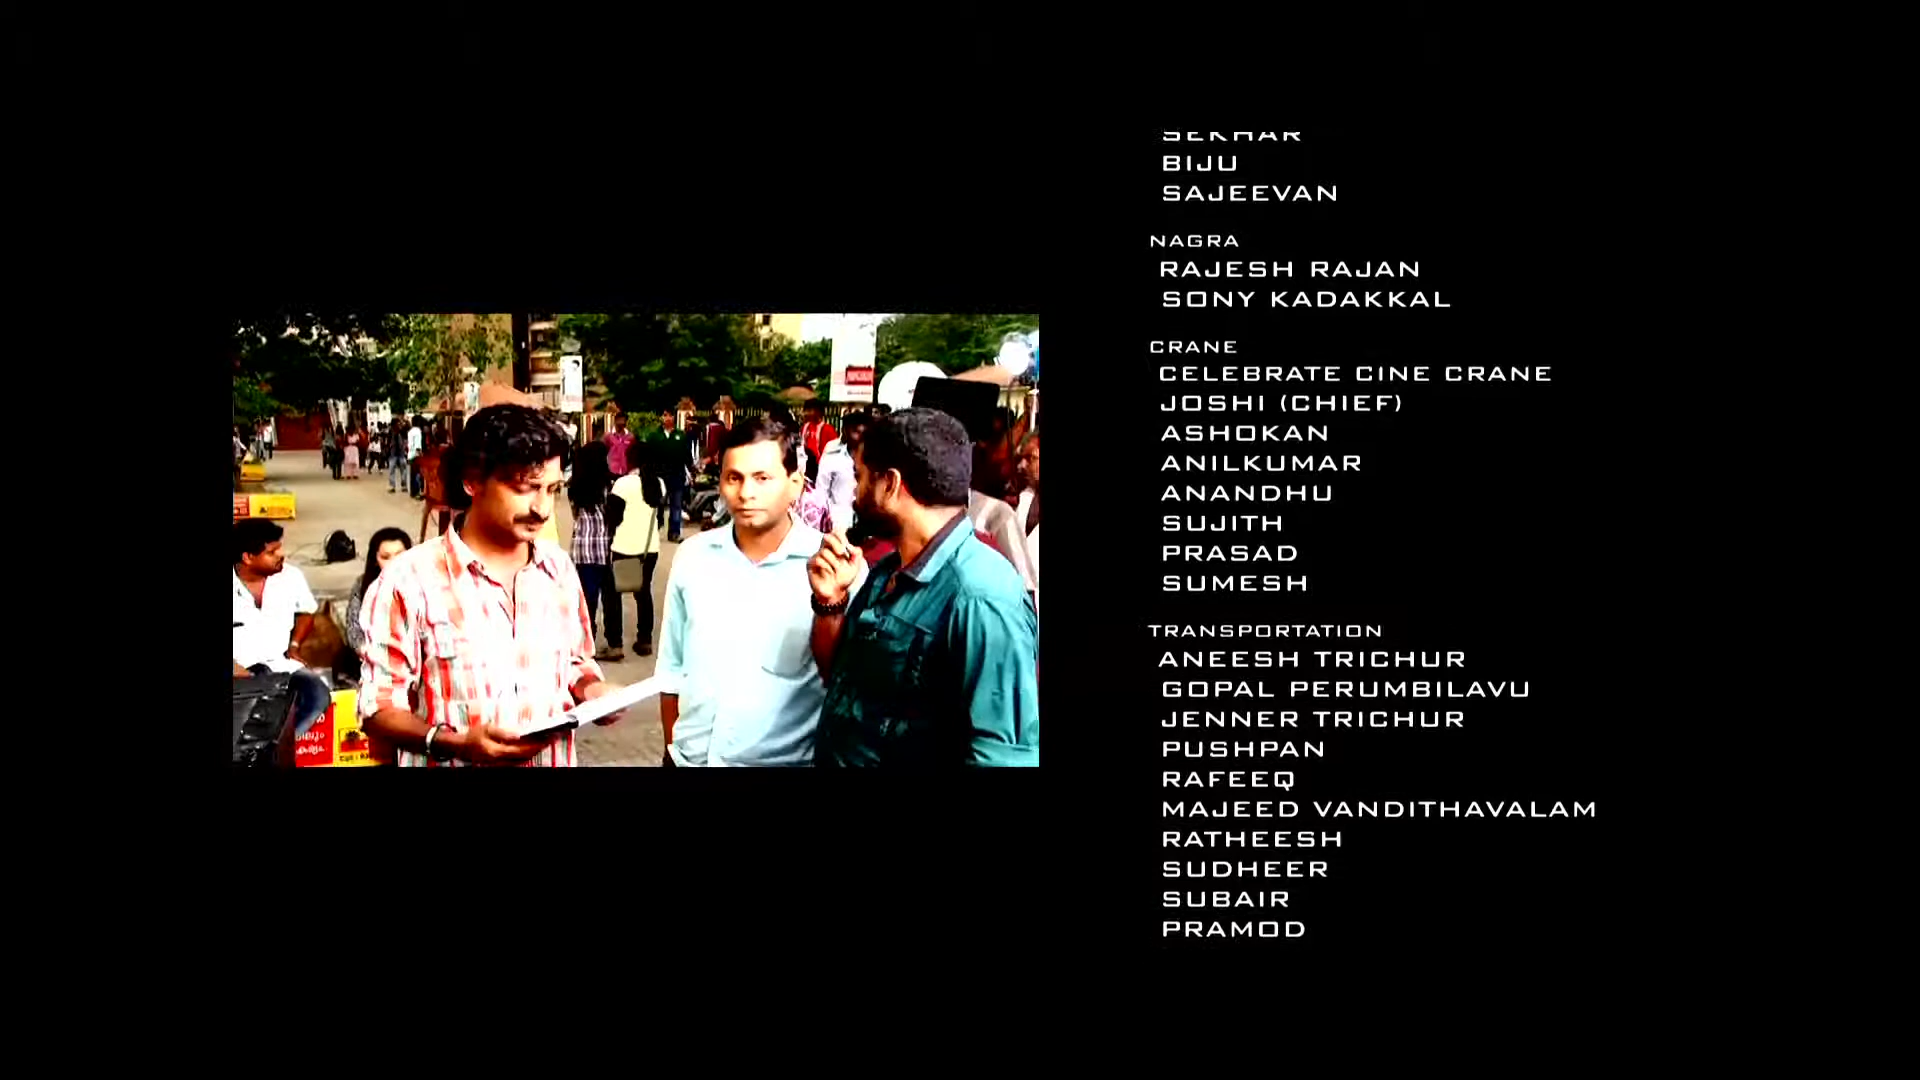 SEKHAR
BIJU
SAJEEVAN
NAGRA
RAJESH RAJAN
SONY KADAKKAL
CRANE
CELEBRATE CINE CRANE
JOSHI (CHIEF)
ASHOKAN
ANILKUMAR
ANANDHU
SUJITH
PRASAD
SUMESH
TRANSPORTATION
ANEESH TRICHUR
GOPAL PERUMBILAVU
JENNER TRICHUR
PUSHPAN
RAFEEQ
MAJEED VANDITHAVALAM
RATHEESH
SUDHEER
SUBAIR
PRAMOD